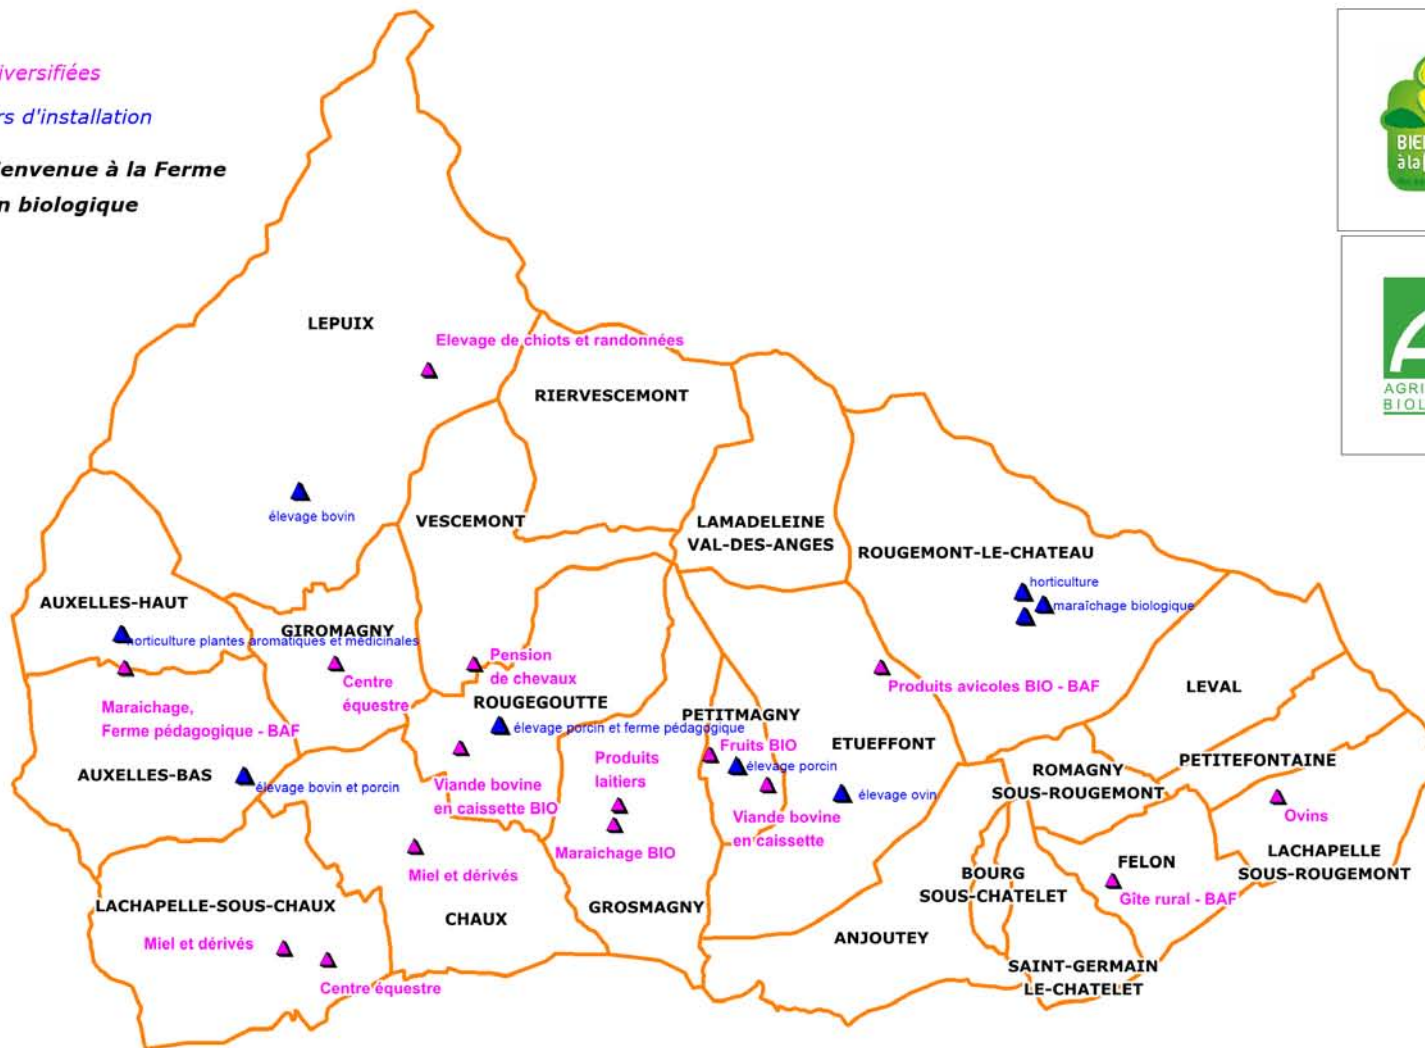 iversifiées
rs d'installation
ienvenue à la Ferme
n biologique
BIE
à la
AGRI
BIOL
LEPUIX
Elevage de chiots et randonnées
RIERVESCEMONT
élevage bovin
VESCEMONT
LAMADELEINE
VAL-DES-ANGES
ROUGEMONT-LE-CHATEAU
horticulture
maraîchage biologique
AUXELLES-HAUT
horticulture plantes aromatiques et médicinales
GIROMAGNY
Centre
équestre
Pension
de chevaux
Produits avicoles BIO - BAF
LEVAL
Maraichage,
Ferme pédagogique - BAF
ROUGEGOUTTE
élevage porcin et ferme pédagogique
PETITMAGNY
Fruits BIO
élevage porcin
ETUEFFONT
AUXELLES-BAS
élevage bovin et porcin
Viande bovine
en caissette BIO
Produits
laitiers
Maraichage BIO
Viande bovine
en caissette
élevage ovin
ROMAGNY
SOUS-ROUGEMONT
PETITEFONTAINE
Ovins
LACHAPELLE
SOUS-ROUGEMONT
Miel et dérivés
BOURG
SOUS-CHATELET
FELON
Gîte rural - BAF
LACHAPELLE-SOUS-CHAUX
Miel et dérivés
Centre équestre
CHAUX
GROSMAGNY
ANJOUTEY
SAINT-GERMAIN
LE-CHATELET